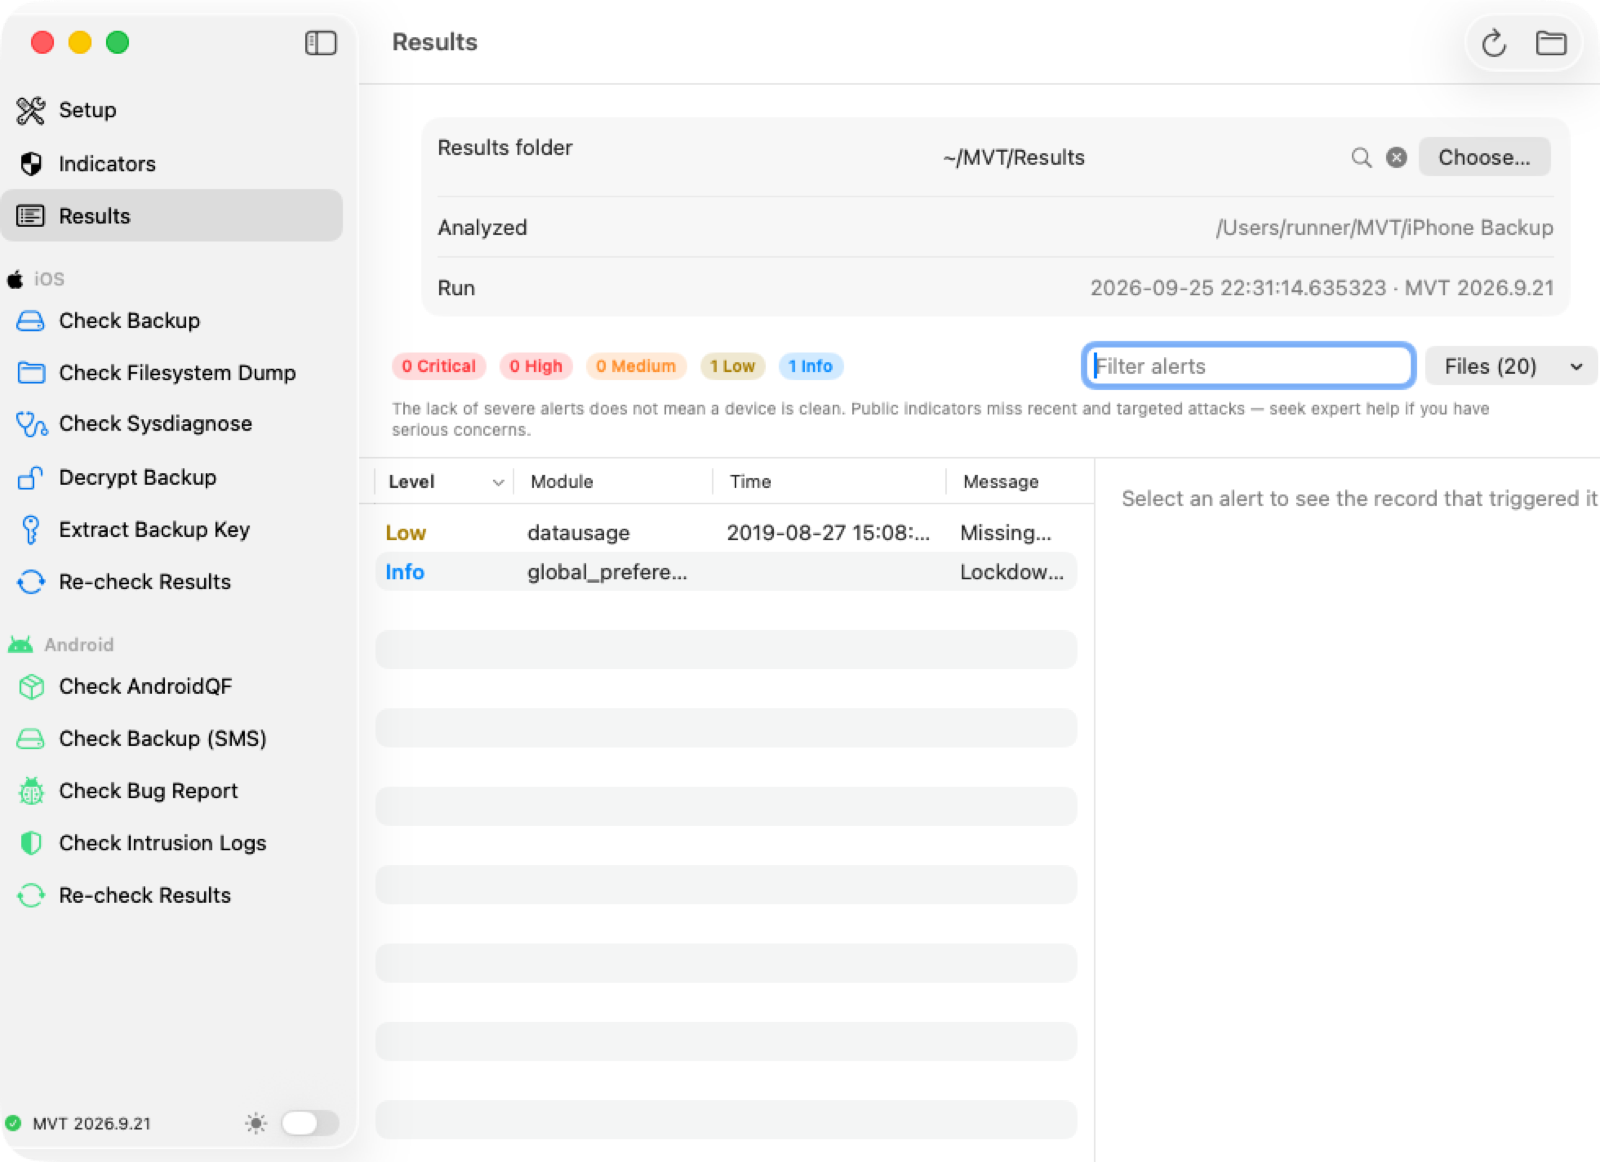 Results
Setup
Indicators
Results
iOS
Check Backup
Check Filesystem Dump
Check Sysdiagnose
Decrypt Backup
Extract Backup Key
Re-check Results
Android
Check AndroidQF
Check Backup (SMS)
Check Bug Report
Check Intrusion Logs
Re-check Results
MVT 2026.9.21
Results folder
~/MVT/Results
Choose...
Analyzed
/Users/runner/MVT/iPhone Backup
Run
2026-09-25 22:31:14.635323 · MVT 2026.9.21
0 Critical
0 High
0 Medium
1 Low
1 Info
Filter alerts
Files (20)
The lack of severe alerts does not mean a device is clean. Public indicators miss recent and targeted attacks — seek expert help if you have
serious concerns.
Level Module Time Message
Low datausage 2019-08-27 15:08:... Missing...
Info global_prefere... Lockdow...
Select an alert to see the record that triggered it